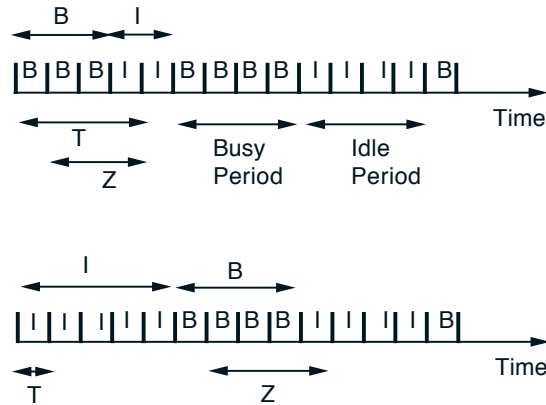 B I
B B B I I B B B B I I I I B
Time
T Busy Idle
Z Period Period
I B
I I I I I B B B B I I I I B
Time
T Z